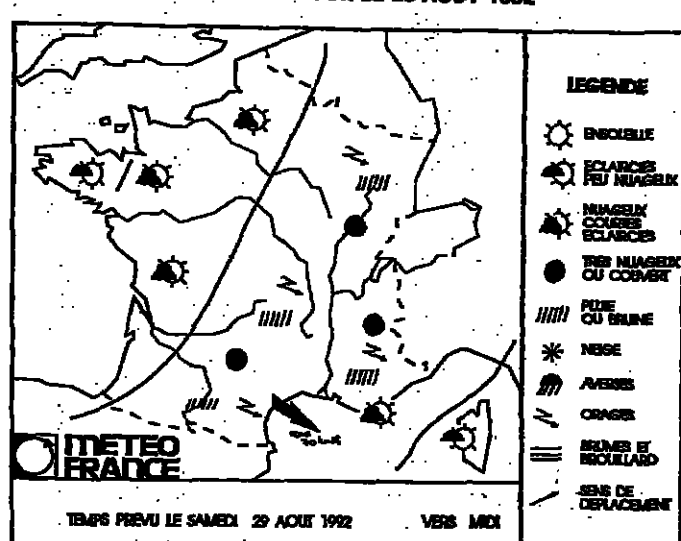 LEGENDE
ENSOLEILLE
ECLAIRCIES
PEU NUAGEUX
NUAGEUX
COURTES
ECLAIRCIES
TRES NUAGEUX
OU COUVERT
PLUIE
OU BRUINE
NEIGE
AVERSES
ORAGES
BRUMES ET
BROUILLARD
SENS DE
DEPLACEMENT
METEO
FRANCE
TEMPS PREVU LE SAMEDI 29 AOUT 1992 VERS MIDI